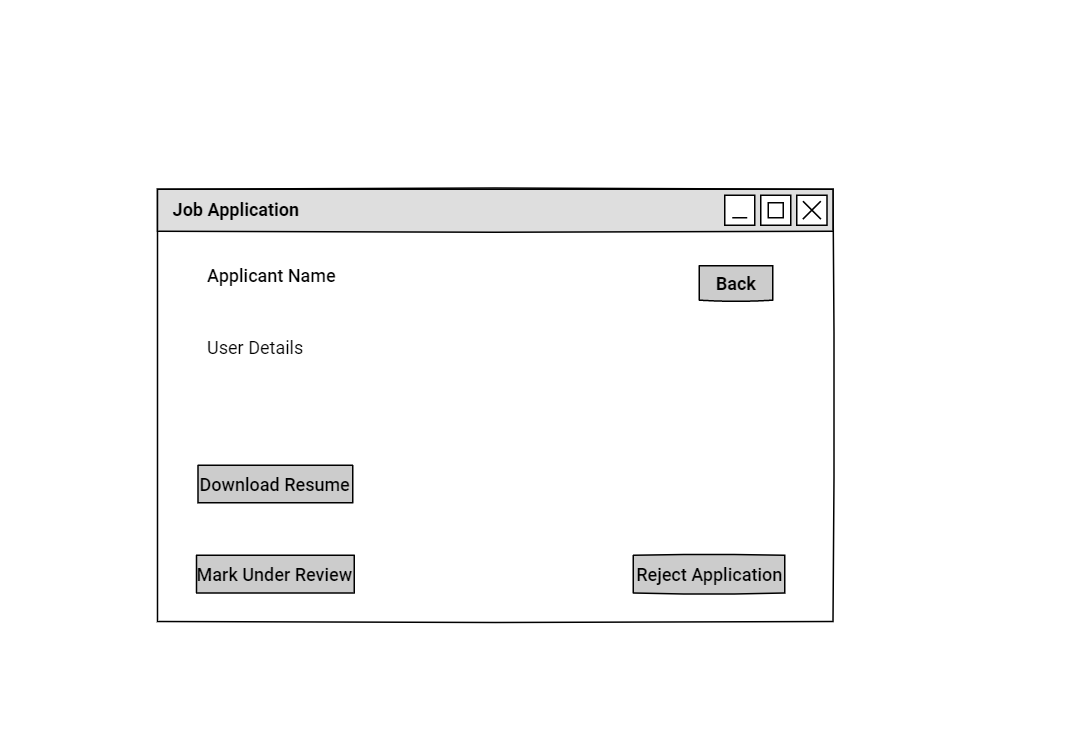 Job Application
Applicant Name
Back
User Details
Download Resume
Mark Under Review
Reject Application